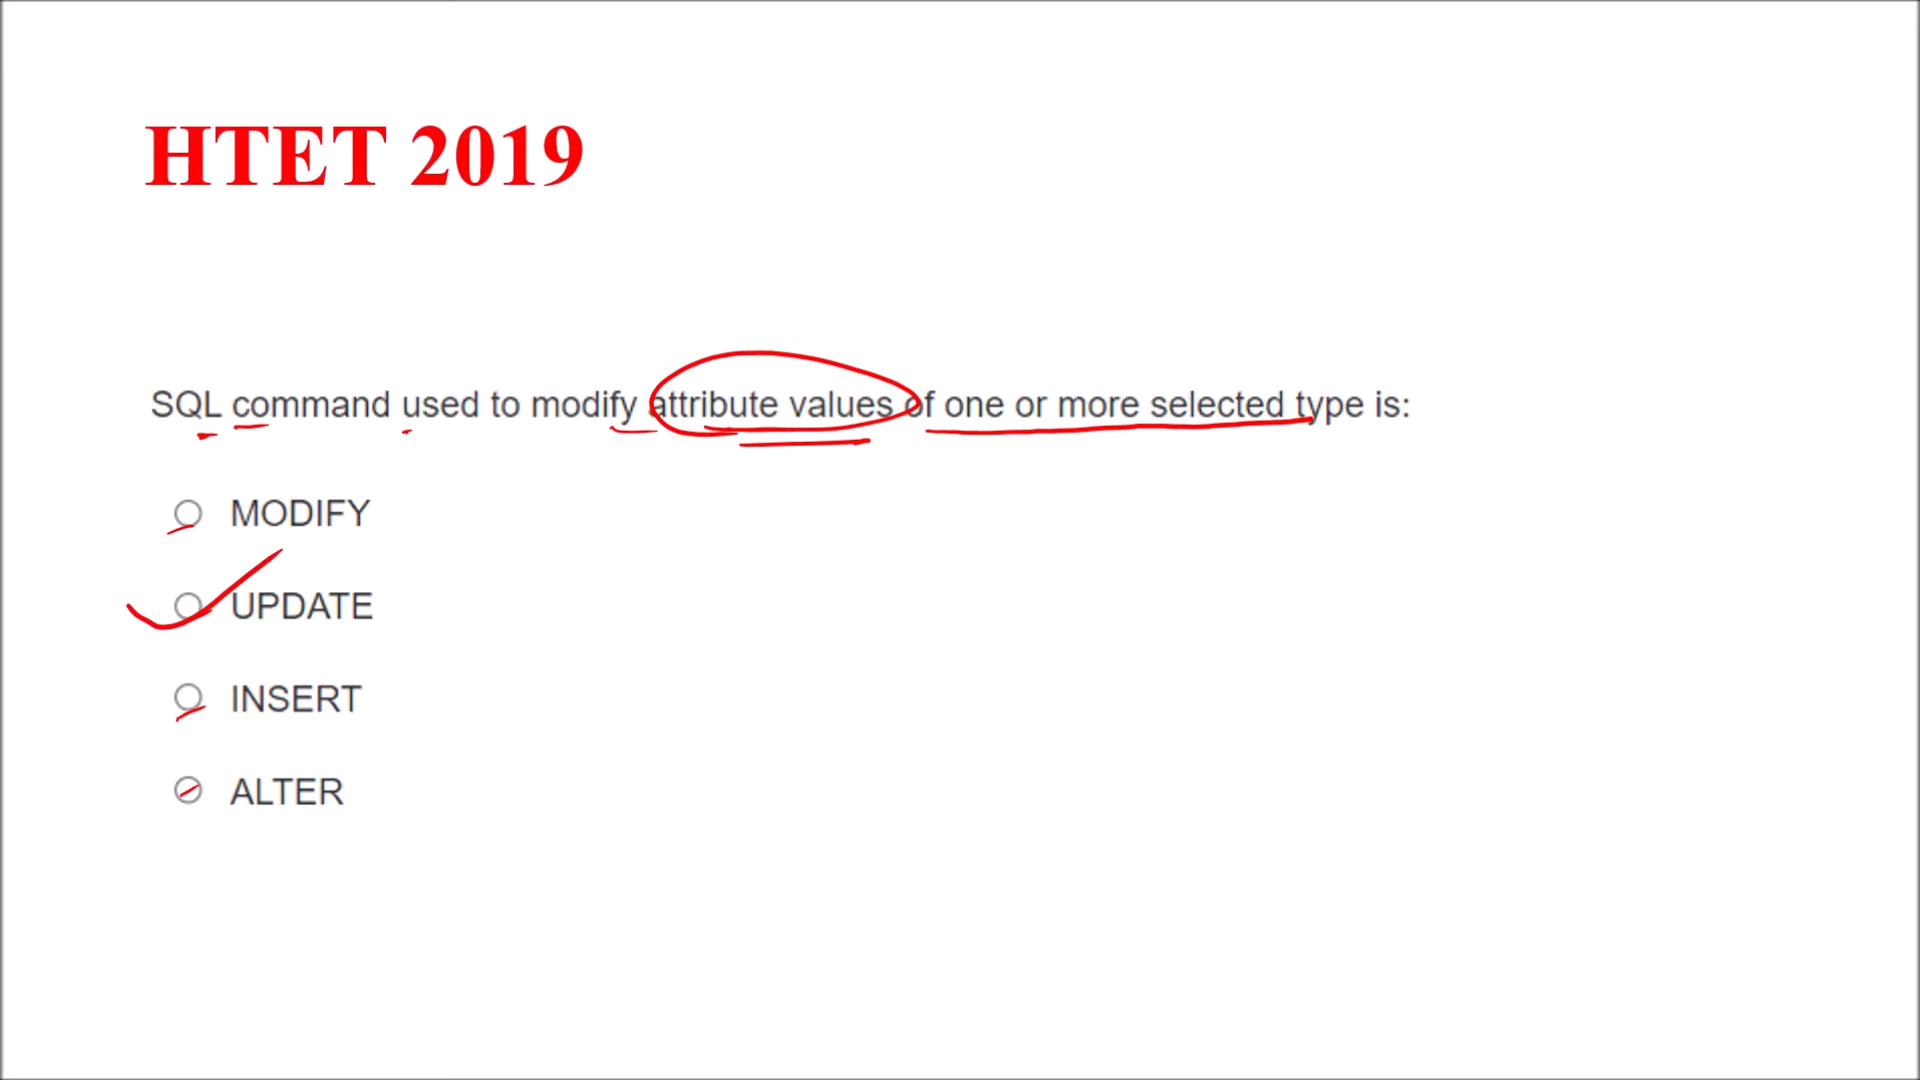 HTET 2019
SQL command used to modify attribute values of one or more selected type is:
MODIFY
UPDATE
INSERT
ALTER